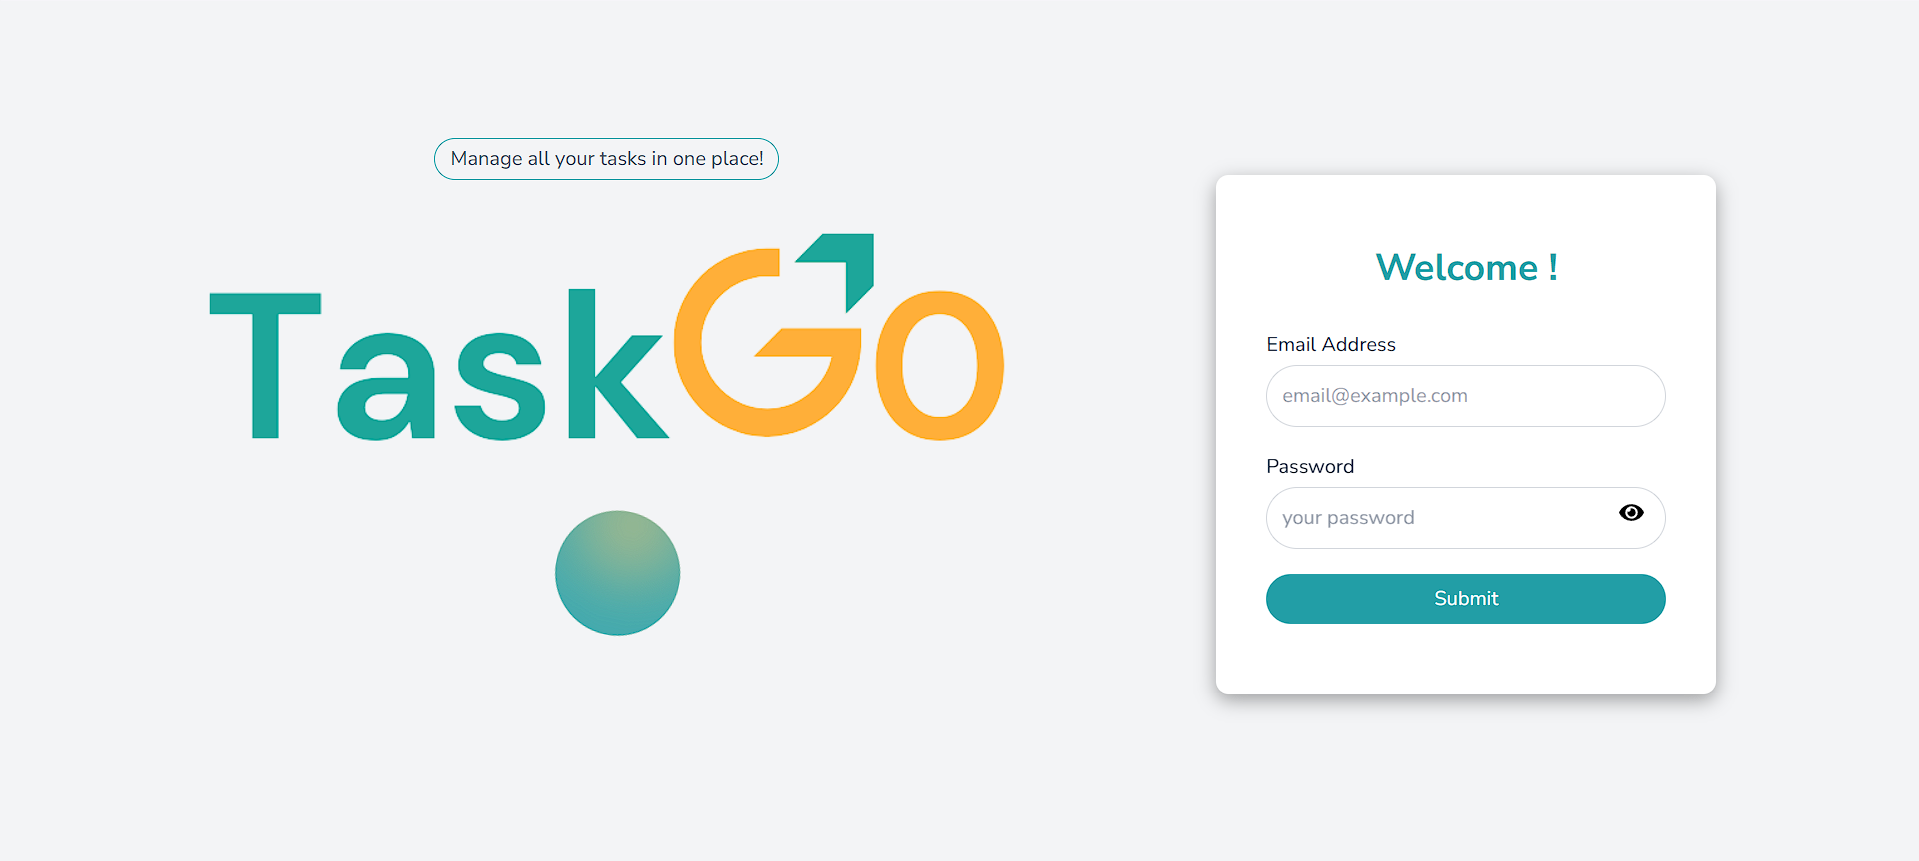 Manage all your tasks in one place!
TaskGo
Welcome !
Email Address
email@example.com
Password
your password
Submit